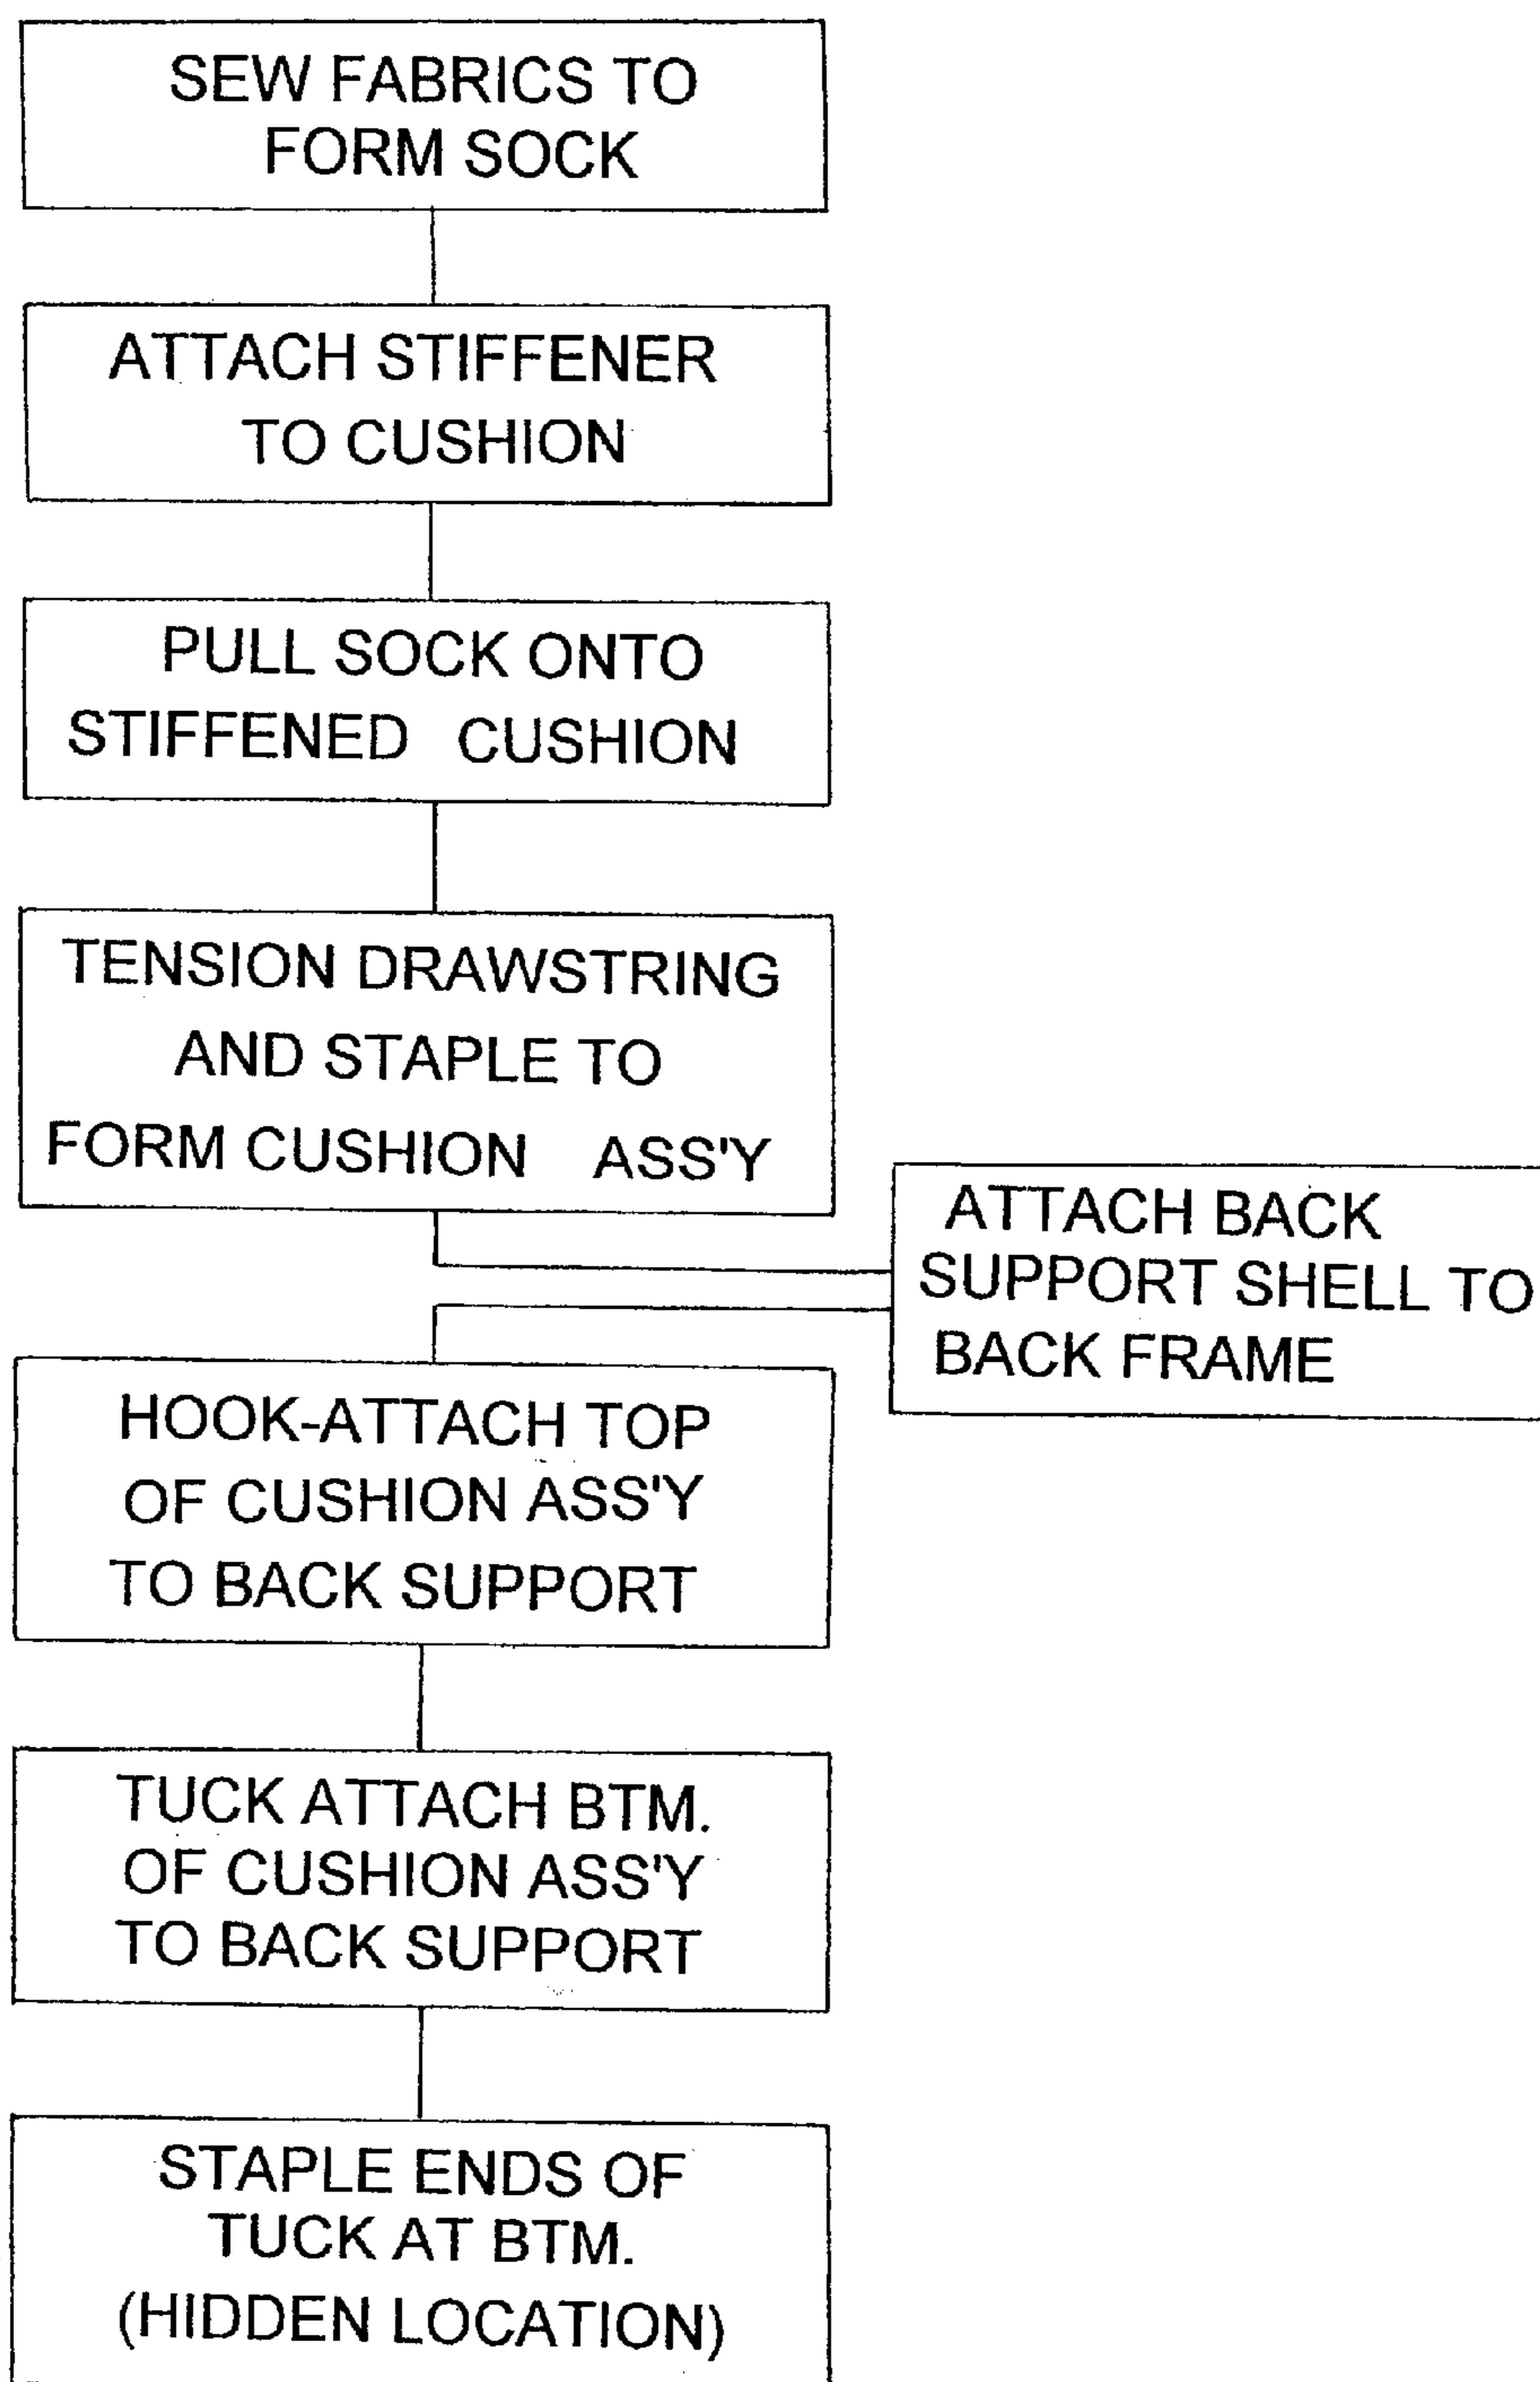 SEW FABRICS TO
FORM SOCK
ATTACH STIFFENER
TO CUSHION
PULL SOCK ONTO
STIFFENED CUSHION
TENSION DRAWSTRING
AND STAPLE TO
FORM CUSHION ASS'Y
ATTACH BACK
SUPPORT SHELL TO
BACK FRAME
HOOK-ATTACH TOP
OF CUSHION ASS'Y
TO BACK SUPPORT
TUCK ATTACH BTM.
OF CUSHION ASS'Y
TO BACK SUPPORT
STAPLE ENDS OF
TUCK AT BTM.
(HIDDEN LOCATION)